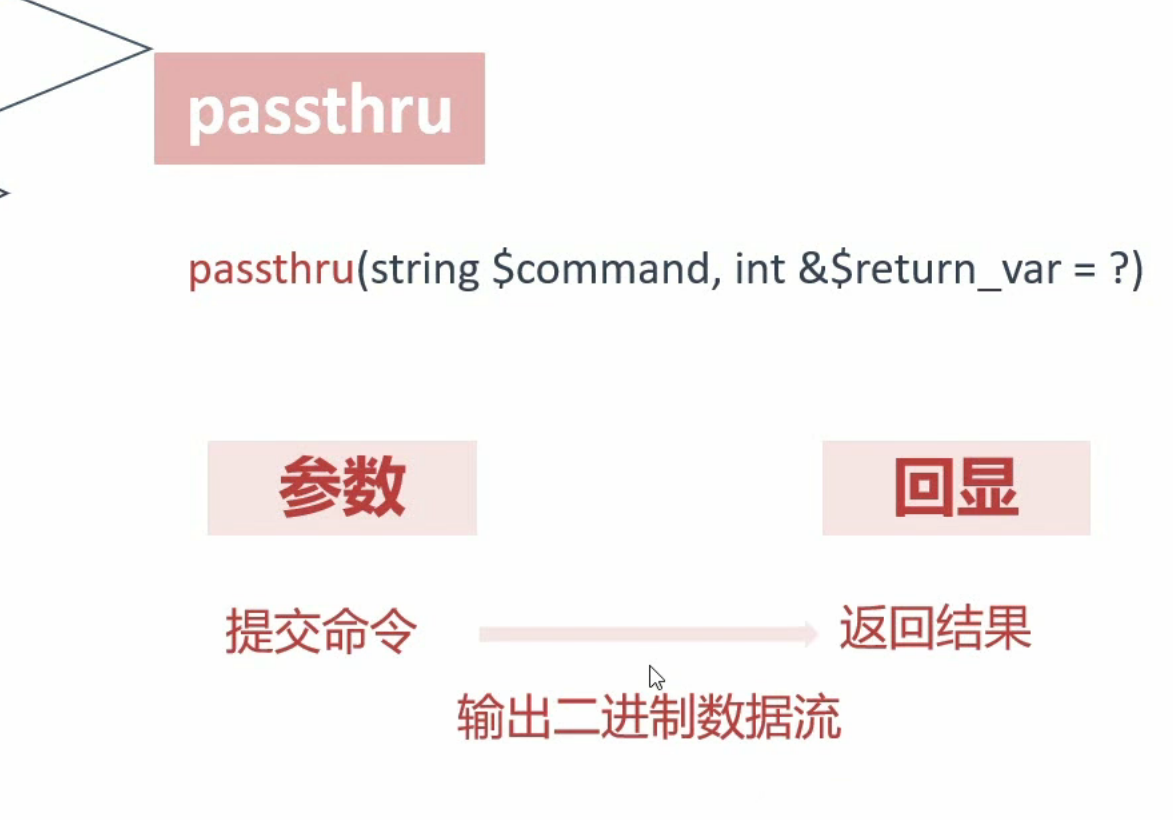 passthru
passthru(string $command, int &$return_var = ?)
参数
回显
提交命令
返回结果
输出二进制数据流